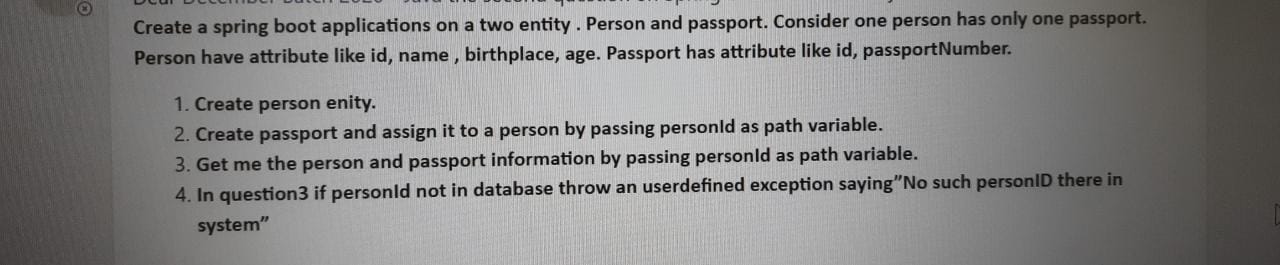 Create a spring boot applications on a two entity . Person and passport. Consider one person has only one passport.
Person have attribute like id, name , birthplace, age. Passport has attribute like id, passportNumber.
1. Create person enity.
2. Create passport and assign it to a person by passing personId as path variable.
3. Get me the person and passport information by passing personId as path variable.
4. In question3 if personId not in database throw an userdefined exception saying”No such personID there in
system”